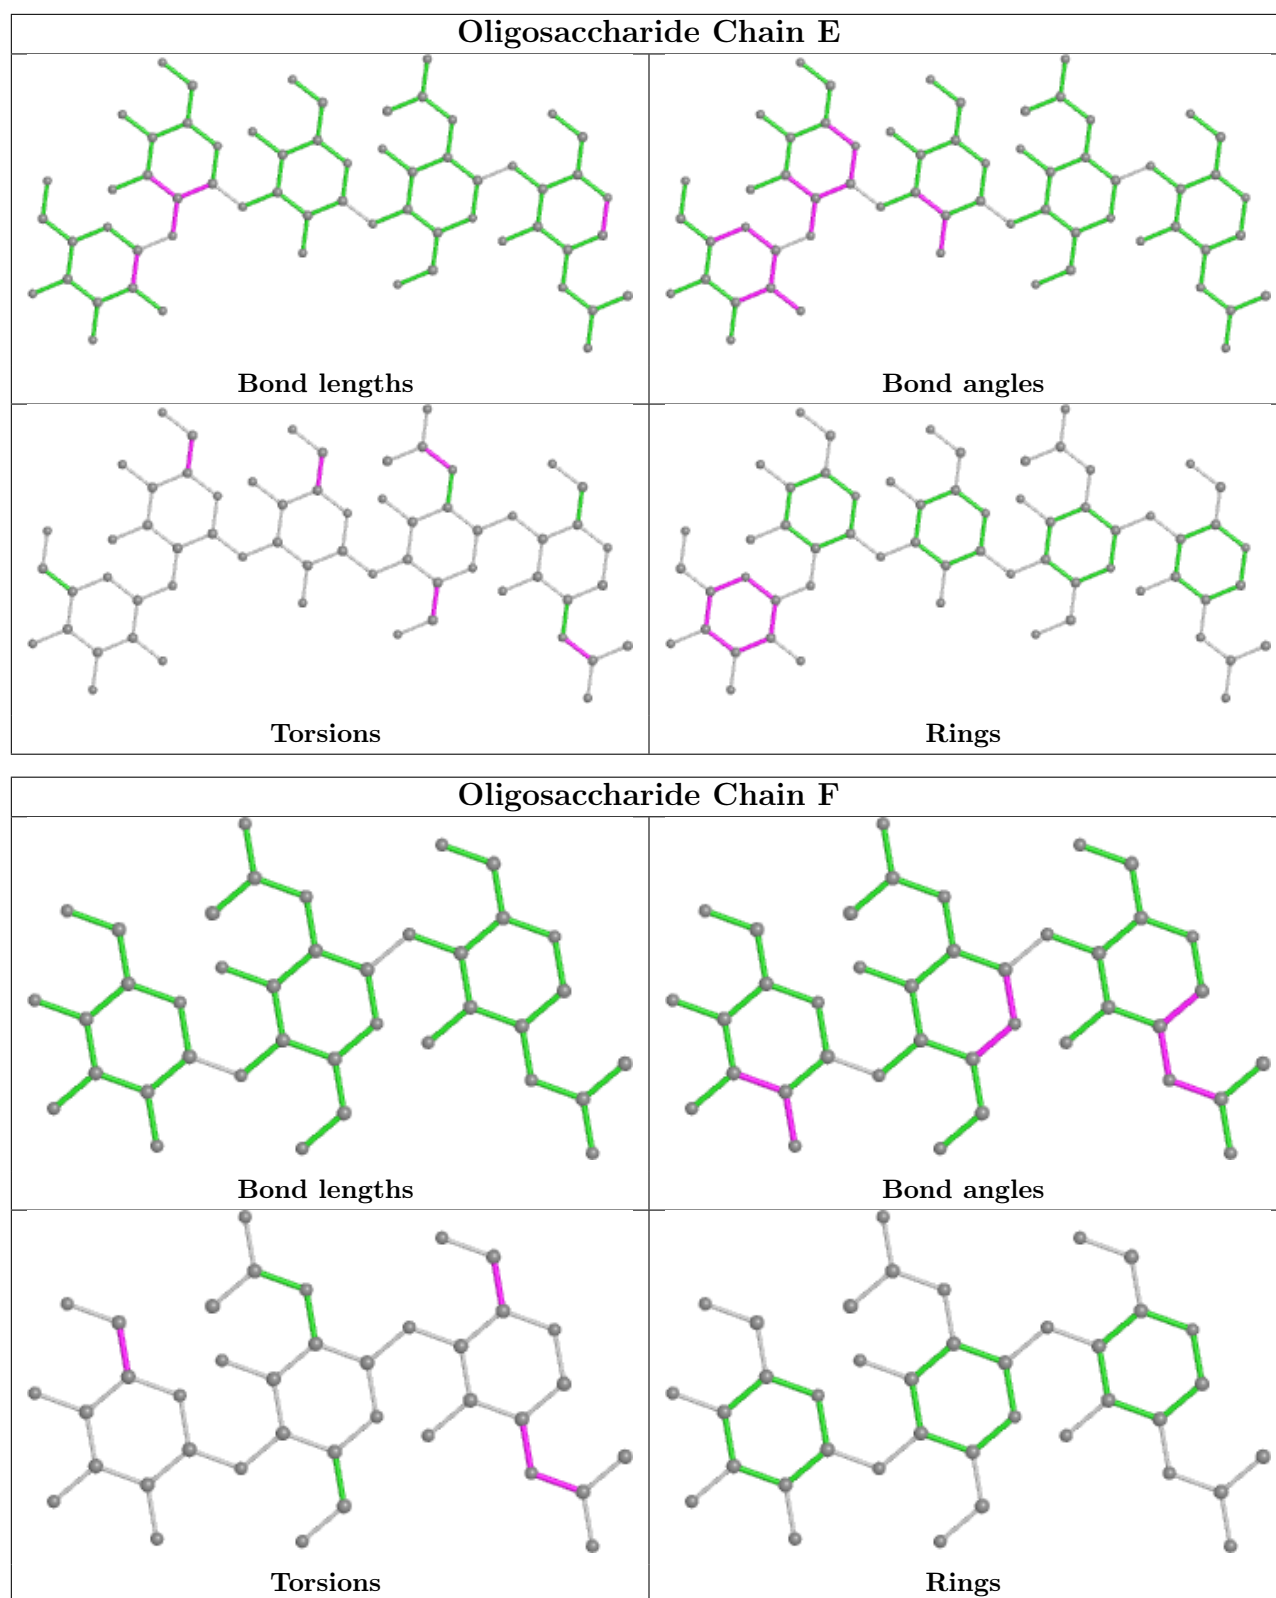 Oligosaccharide Chain E
Bond lengths
Bond angles
Torsions
Rings
Oligosaccharide Chain F
Bond lengths
Bond angles
Torsions
Rings